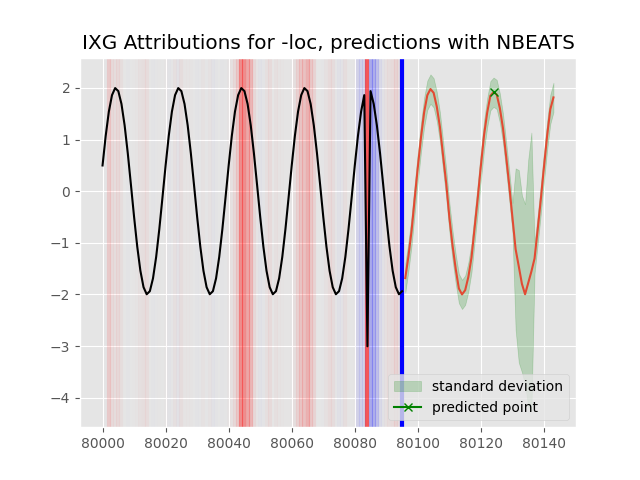 IXG Attributions for -loc, predictions with NBEATS
2
1
0
−1
−2
−3
−4
standard deviation
predicted point
80000 80020 80040 80060 80080 80100 80120 80140